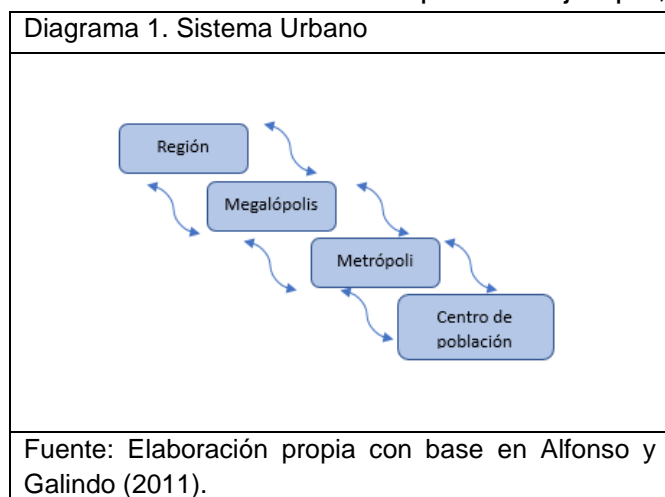 Diagrama 1. Sistema Urbano
Región
Megalópolis
Metrópoli
Centro de
población
Fuente: Elaboración propia con base en Alfonso y
Galindo (2011).